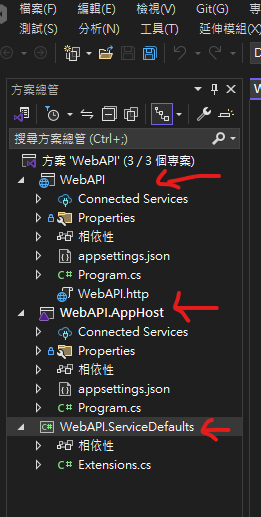 檔案(F) 編輯(E) 檢視(V) Git(G)
測試(S) 分析(N) 工具(T) 延伸模組(X)
方案總管
搜尋方案總管 (Ctrl+;)
方案 'WebAPI' (3 / 3 個專案)
WebAPI
Connected Services
Properties
相依性
appsettings.json
C# Program.cs
WebAPI.http
WebAPI.AppHost
Connected Services
Properties
相依性
appsettings.json
C# Program.cs
C# WebAPI.ServiceDefaults
相依性
C# Extensions.cs